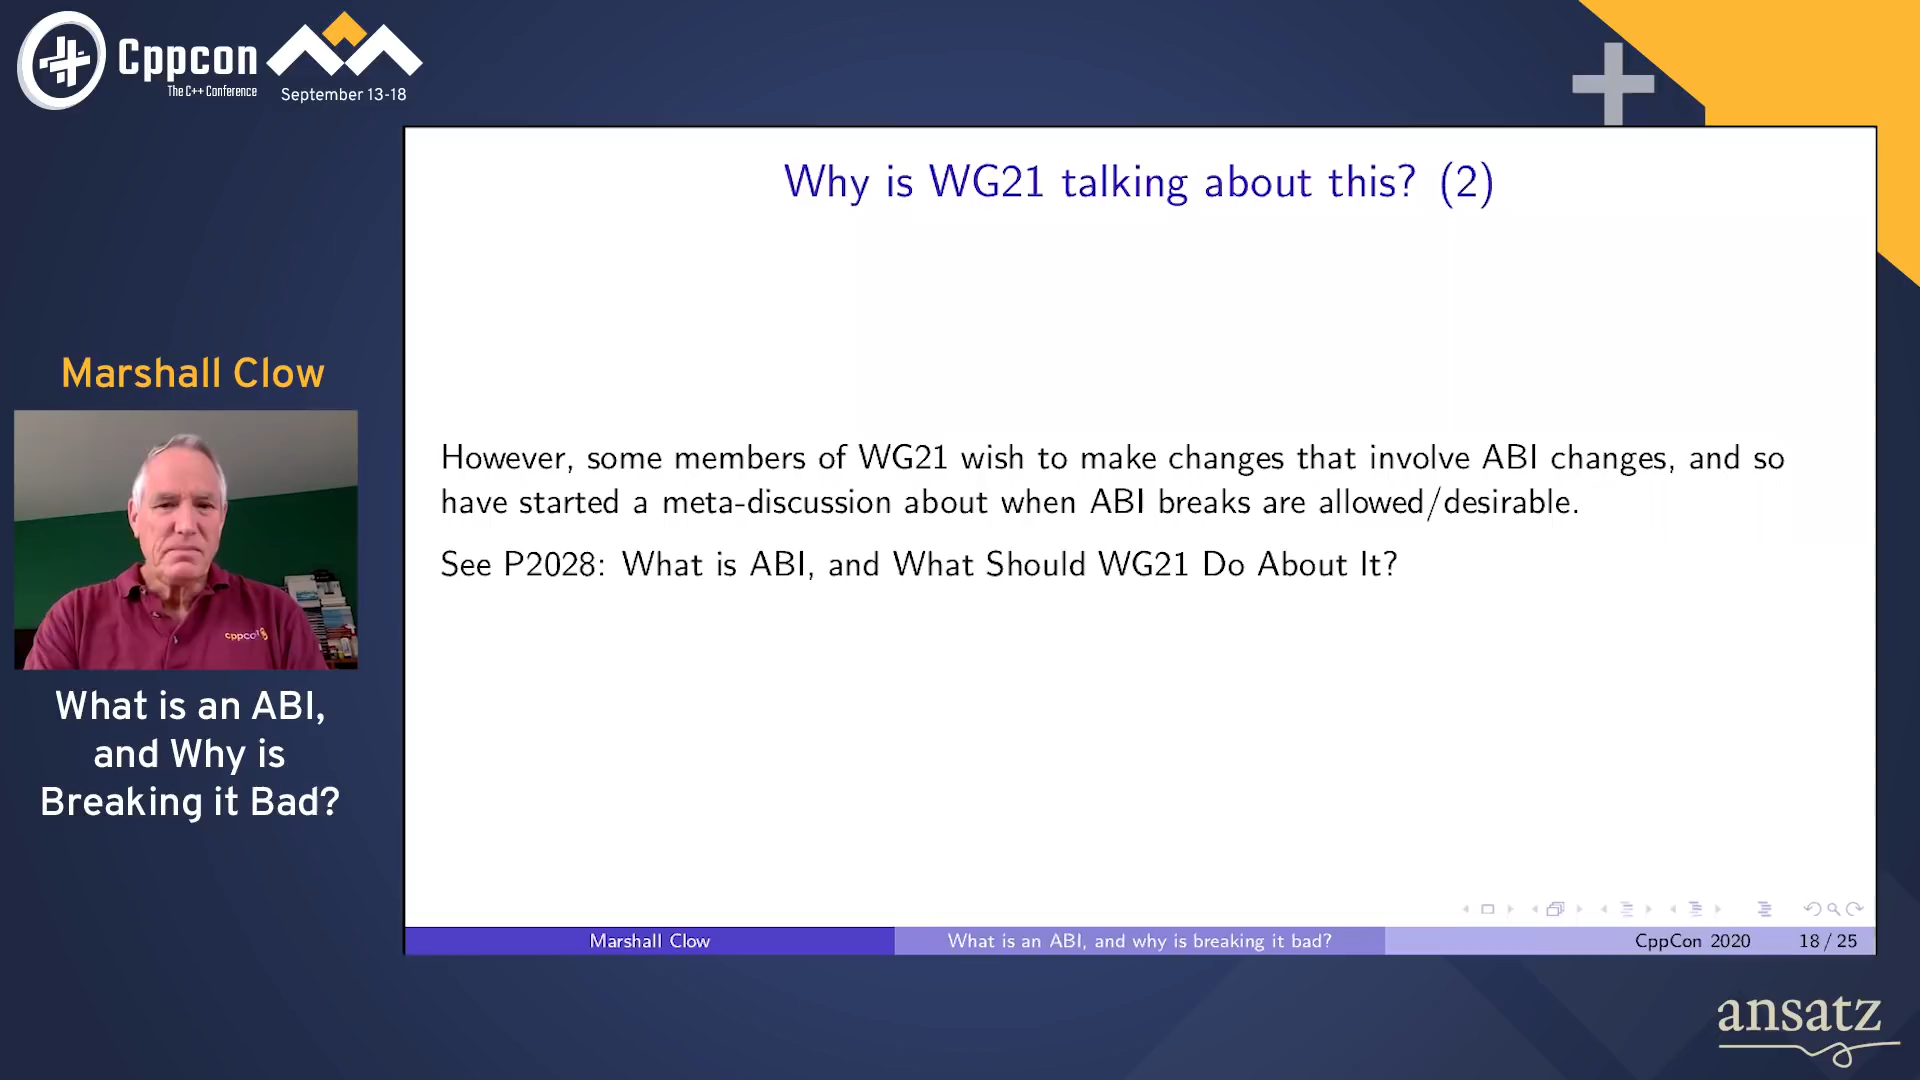 Cppcon
The C++ Conference
September 13-18
Marshall Clow
cppcon
What is an ABI,
and Why is
Breaking it Bad?
Why is WG21 talking about this? (2)
However, some members of WG21 wish to make changes that involve ABI changes, and so
have started a meta-discussion about when ABI breaks are allowed/desirable.
See P2028: What is ABI, and What Should WG21 Do About It?
Marshall Clow
What is an ABI, and why is breaking it bad?
CppCon 2020
18 / 25
ansatz